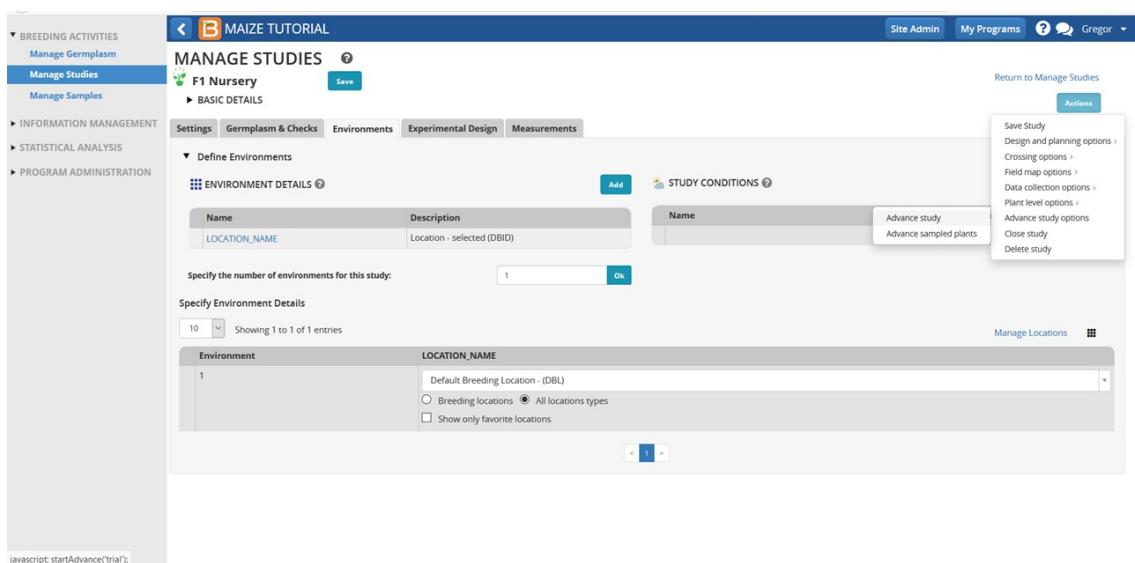 BREEDING ACTIVITIES
Manage Germplasm
Manage Studies
Manage Samples
INFORMATION MANAGEMENT
STATISTICAL ANALYSIS
PROGRAM ADMINISTRATION
B MAIZE TUTORIAL
Site Admin My Programs ? Gregor
MANAGE STUDIES ?
F1 Nursery Save
Return to Manage Studies
BASIC DETAILS
Actions
Settings Germplasm & Checks Environments Experimental Design Measurements
Save Study
Design and planning options >
Crossing options >
Field map options >
Data collection options >
Plant level options >
Advance study options
Close study
Delete study
Advance study
Advance sampled plants
Define Environments
ENVIRONMENT DETAILS ? Add
Name Description
LOCATION_NAME Location - selected (DBID)
STUDY CONDITIONS ?
Name
Specify the number of environments for this study: 1 Ok
Specify Environment Details
10 Showing 1 to 1 of 1 entries
Manage Locations
Environment LOCATION_NAME
1 Default Breeding Location - (DBL)
Breeding locations All locations types
Show only favorite locations
< 1 >
javascript: startAdvance('trial');